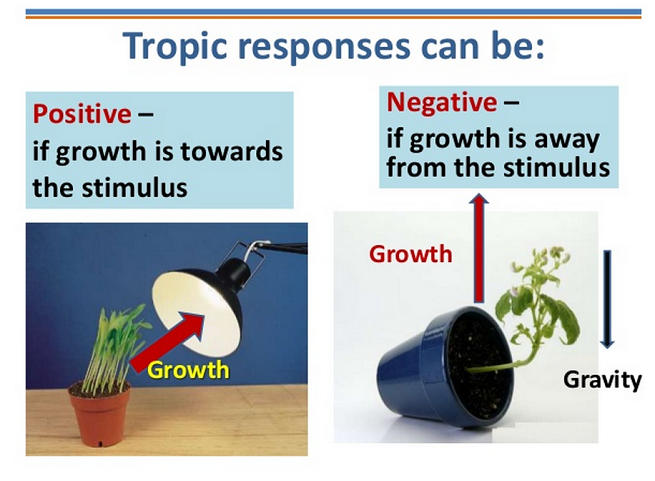 Tropic responses can be:
Positive –
if growth is towards
the stimulus
Negative –
if growth is away
from the stimulus
Growth
Growth
Gravity